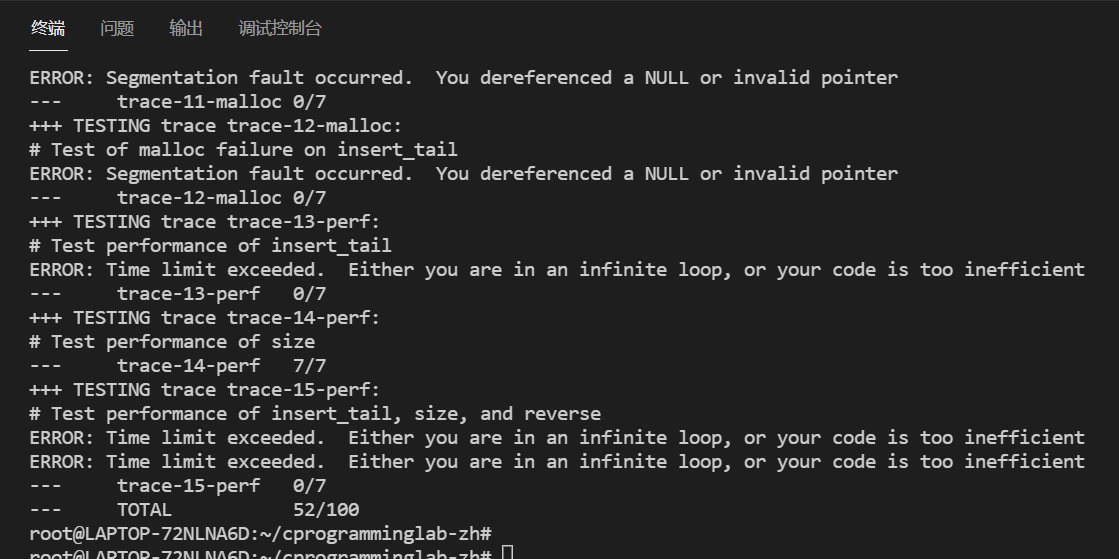 终端 问题 输出 调试控制台
ERROR: Segmentation fault occurred.  You dereferenced a NULL or invalid pointer
---     trace-11-malloc 0/7
+++ TESTING trace trace-12-malloc:
# Test of malloc failure on insert_tail
ERROR: Segmentation fault occurred.  You dereferenced a NULL or invalid pointer
---     trace-12-malloc 0/7
+++ TESTING trace trace-13-perf:
# Test performance of insert_tail
ERROR: Time limit exceeded.  Either you are in an infinite loop, or your code is too inefficient
---     trace-13-perf   0/7
+++ TESTING trace trace-14-perf:
# Test performance of size
---     trace-14-perf   7/7
+++ TESTING trace trace-15-perf:
# Test performance of insert_tail, size, and reverse
ERROR: Time limit exceeded.  Either you are in an infinite loop, or your code is too inefficient
ERROR: Time limit exceeded.  Either you are in an infinite loop, or your code is too inefficient
---     trace-15-perf   0/7
---     TOTAL           52/100
root@LAPTOP-72NLNA6D:~/cprogramminglab-zh#
root@LAPTOP-72NLNA6D:~/cprogramminglab-zh#